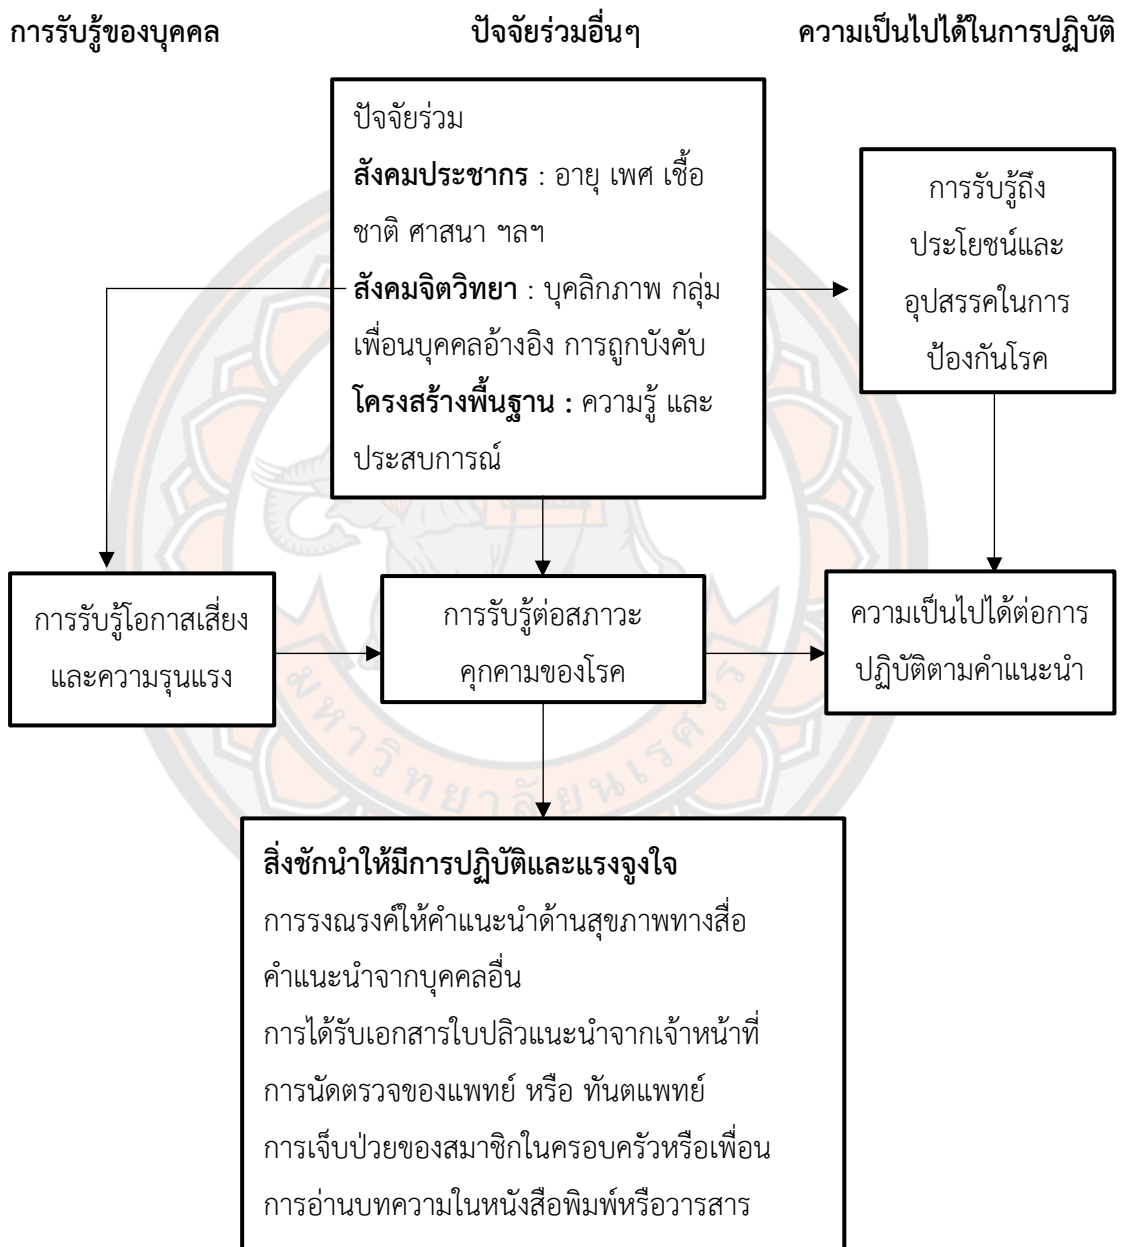 การรับรู้ของบุคคล
ปัจจัยร่วมอื่นๆ
ความเป็นไปได้ในการปฏิบัติ
ปัจจัยร่วม
สังคมประชากร : อายุ เพศ เชื้อ
ชาติ ศาสนา ฯลฯ
สังคมจิตวิทยา : บุคลิกภาพ กลุ่ม
เพื่อนบุคคลอ้างอิง การถูกบังคับ
โครงสร้างพื้นฐาน : ความรู้ และ
ประสบการณ์
การรับรู้ถึง
ประโยชน์และ
อุปสรรคในการ
ป้องกันโรค
การรับรู้โอกาสเสี่ยง
และความรุนแรง
การรับรู้ต่อสภาวะ
คุกคามของโรค
ความเป็นไปได้ต่อการ
ปฏิบัติตามคำแนะนำ
มหาวิทยาลัยนเรศวร
สิ่งชักนำให้มีการปฏิบัติและแรงจูงใจ
การรงณรงค์ให้คำแนะนำด้านสุขภาพทางสื่อ
คำแนะนำจากบุคคลอื่น
การได้รับเอกสารใบปลิวแนะนำจากเจ้าหน้าที่
การนัดตรวจของแพทย์ หรือ ทันตแพทย์
การเจ็บป่วยของสมาชิกในครอบครัวหรือเพื่อน
การอ่านบทความในหนังสือพิมพ์หรือวารสาร